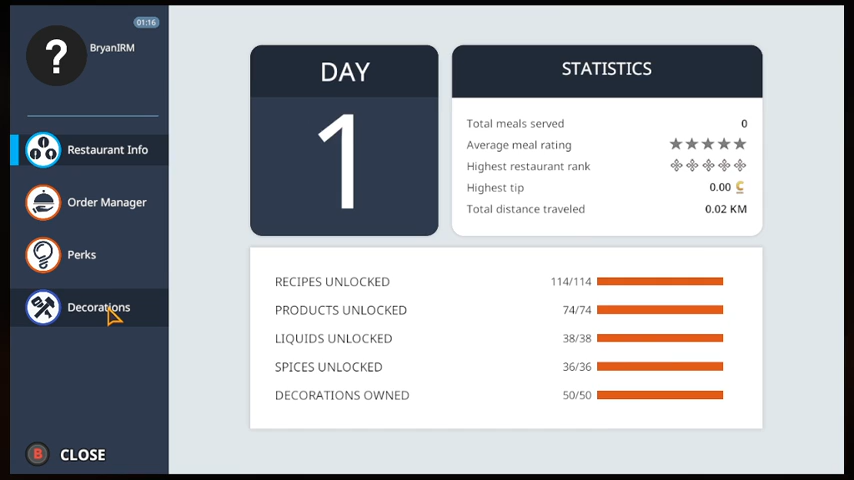 01:16
?
BryanIRM
Restaurant Info
Order Manager
Perks
Decorations
B CLOSE
DAY
1
STATISTICS
Total meals served 0
Average meal rating
Highest restaurant rank
Highest tip 0.00
Total distance traveled 0.02 KM
RECIPES UNLOCKED 114/114
PRODUCTS UNLOCKED 74/74
LIQUIDS UNLOCKED 38/38
SPICES UNLOCKED 36/36
DECORATIONS OWNED 50/50